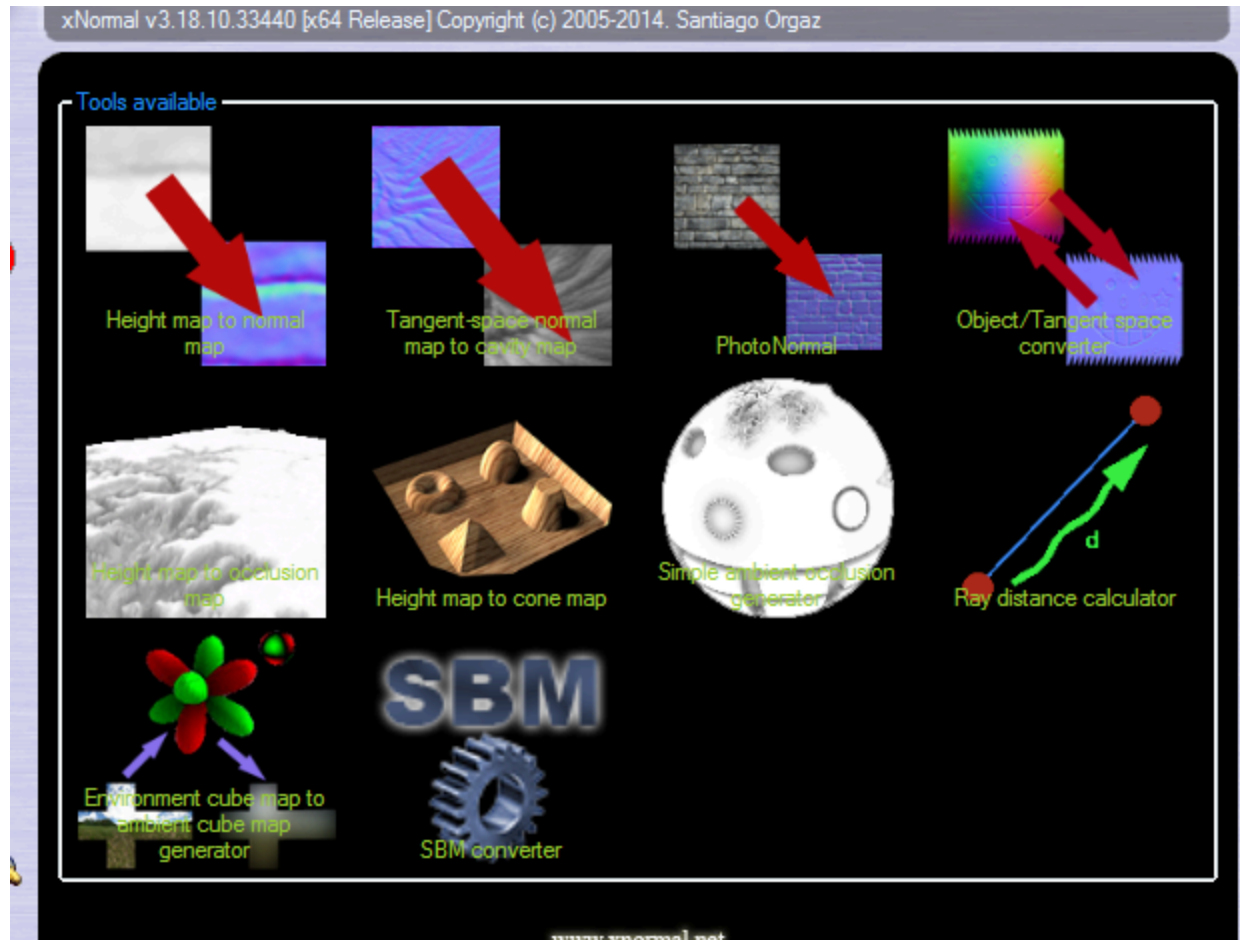 xNormal v3.18.10.33440 [x64 Release] Copyright (c) 2005-2014. Santiago Orgaz
Tools available
Height map to normal
map
Tangent-space normal
map to cavity map
PhotoNormal
Object/Tangent space
converter
Height map to occlusion
map
Height map to cone map
Simple ambient occlusion
generator
d
Ray distance calculator
Environment cube map to
ambient cube map
generator
SBM
SBM converter
www.xnormal.net